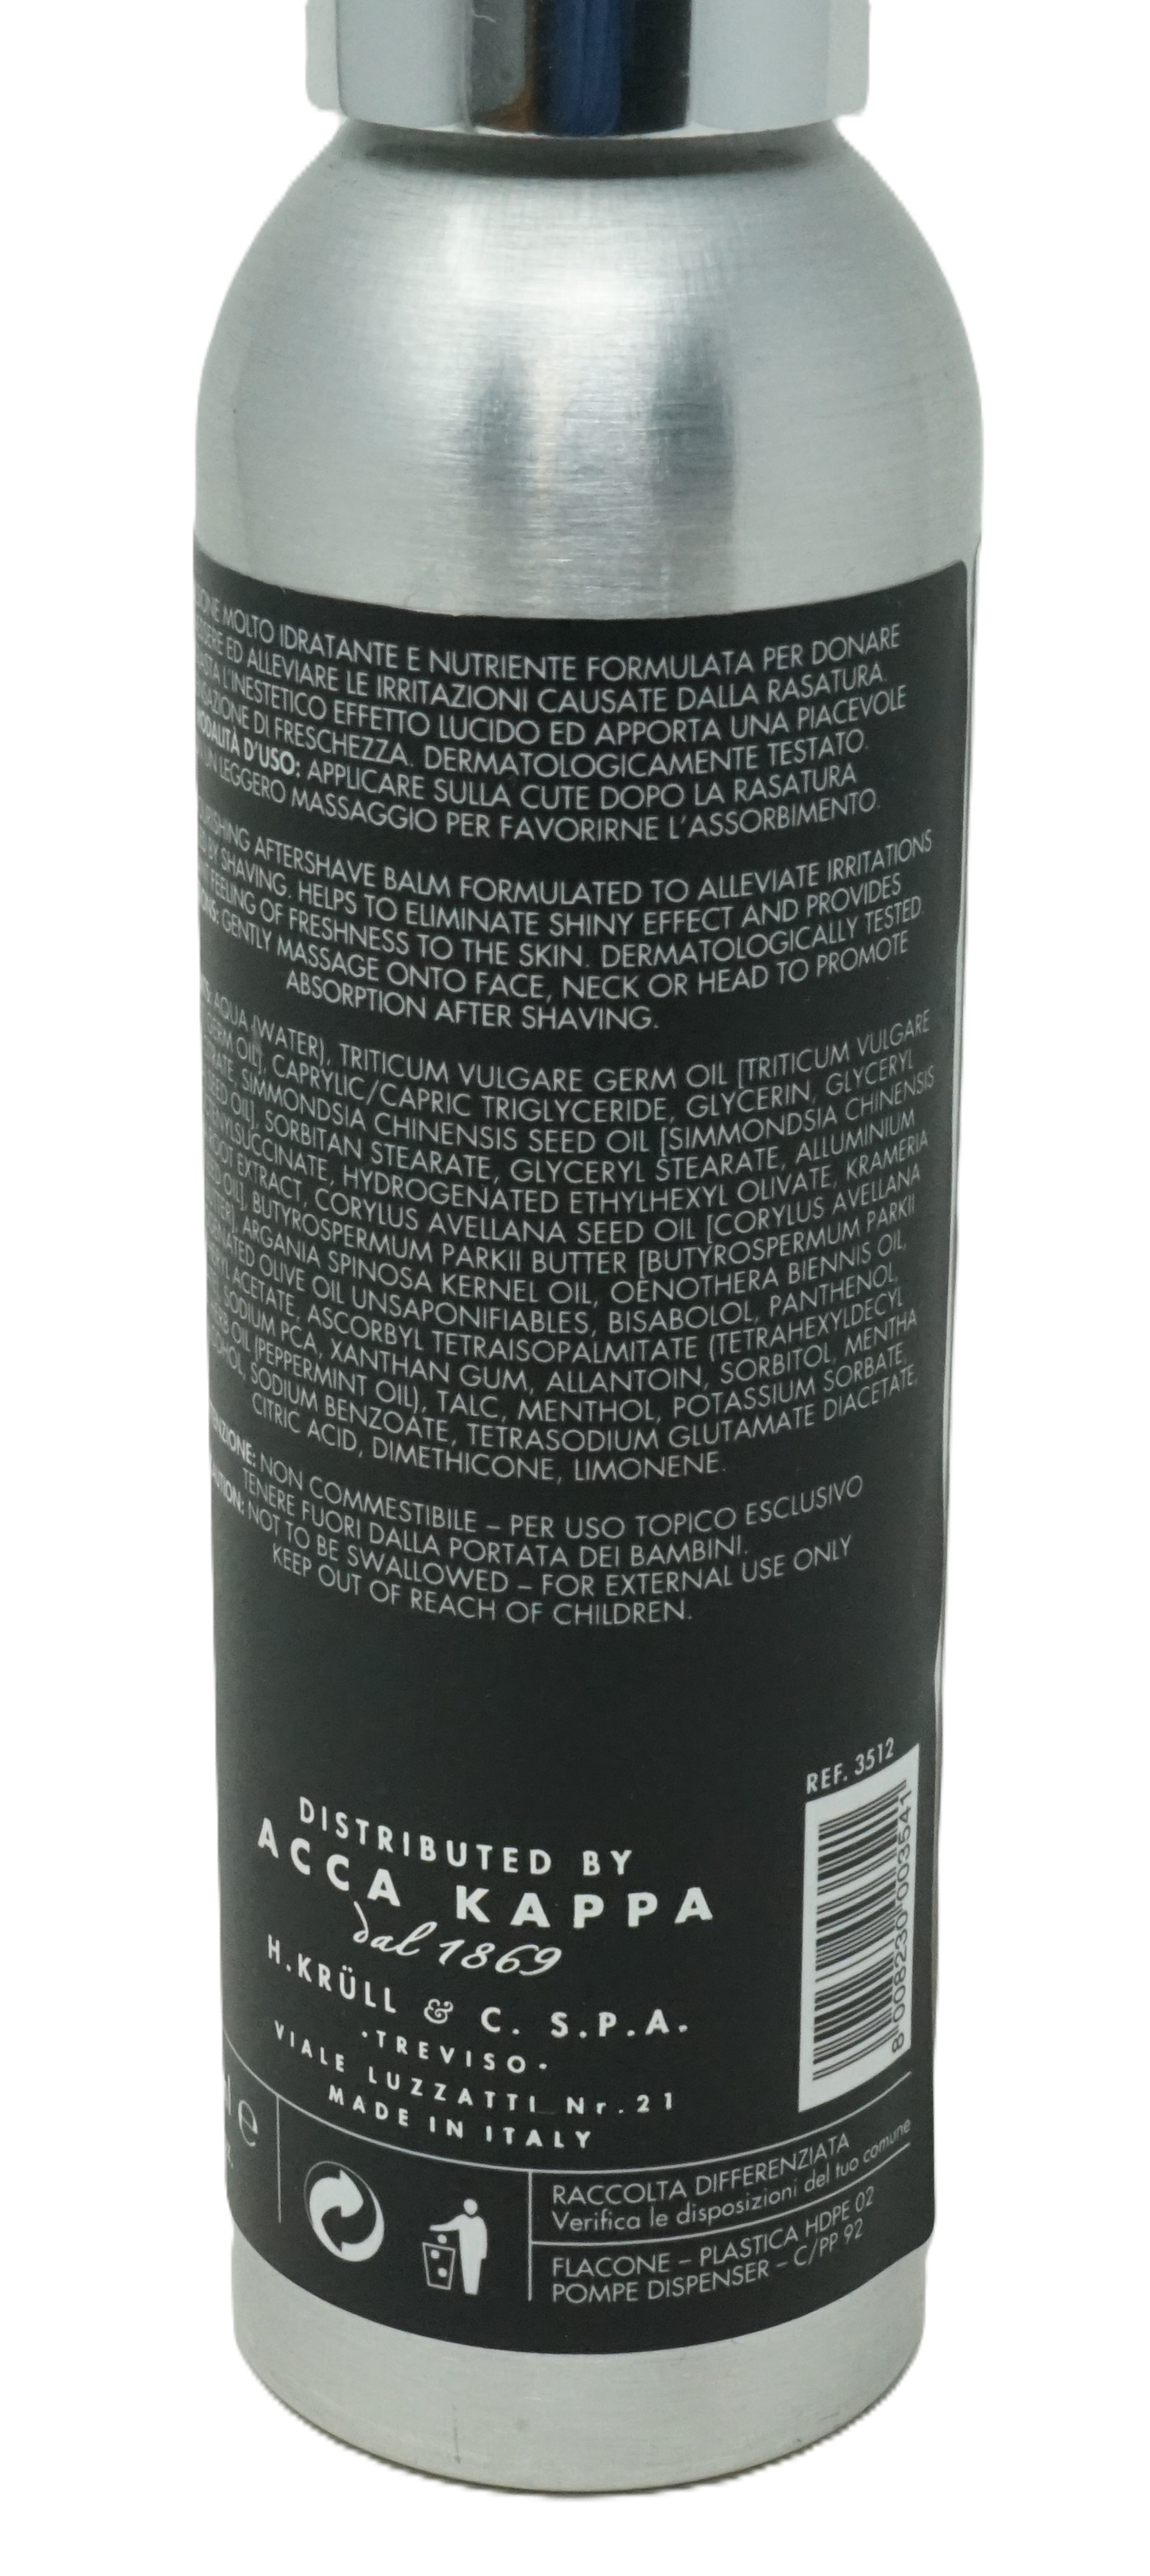 MOLTO IDRATANTE E NUTRIENTE FORMULATA PER DONARE
ED ALLEVIARE LE IRRITAZIONI CAUSATE DALLA RASATURA.
L'INESTETICO EFFETTO LUCIDO ED APPORTA UNA PIACEVOLE
DI FRESCHEZZA. DERMATOLOGICAMENTE TESTATO.
D'USO: APPLICARE SULLA CUTE DOPO LA RASATURA
UN LEGGERO MASSAGGIO PER FAVORIRNE L'ASSORBIMENTO.
AFTERSHAVE BALM FORMULATED TO ALLEVIATE IRRITATIONS
BY SHAVING. HELPS TO ELIMINATE SHINY EFFECT AND PROVIDES
FEELING OF FRESHNESS TO THE SKIN. DERMATOLOGICALLY TESTED.
GENTLY MASSAGE ONTO FACE, NECK OR HEAD TO PROMOTE
ABSORPTION AFTER SHAVING.
AQUA (WATER), TRITICUM VULGARE GERM OIL [TRITICUM VULGARE
GERM OIL], CAPRYLIC/CAPRIC TRIGLYCERIDE, GLYCERIN, GLYCERYL
SIMMONDSIA CHINENSIS SEED OIL [SIMMONDSIA CHINENSIS
SEED OIL], SORBITAN STEARATE, GLYCERYL STEARATE, ALLUMINIUM
HYDROGENATED ETHYLHEXYL OLIVATE, KRAMERIA
ROOT EXTRACT, CORYLUS AVELLANA SEED OIL [CORYLUS AVELLANA
SEED OIL], BUTYROSPERMUM PARKII BUTTER [BUTYROSPERMUM PARKII
ARGANIA SPINOSA KERNEL OIL, OENOTHERA BIENNIS OIL,
OLIVE OIL UNSAPONIFIABLES, BISABOLOL, PANTHENOL,
ACETATE, ASCORBYL TETRAISOPALMITATE (TETRAHEXYLDECYL
SODIUM PCA, XANTHAN GUM, ALLANTOIN, SORBITOL, MENTHA
OIL (PEPPERMINT OIL), TALC, MENTHOL, POTASSIUM SORBATE,
SODIUM BENZOATE, TETRASODIUM GLUTAMATE DIACETATE,
CITRIC ACID, DIMETHICONE, LIMONENE.
NON COMMESTIBILE – PER USO TOPICO ESCLUSIVO
TENERE FUORI DALLA PORTATA DEI BAMBINI.
NOT TO BE SWALLOWED – FOR EXTERNAL USE ONLY
KEEP OUT OF REACH OF CHILDREN.
REF. 3512
8 008230 003541
DISTRIBUTED BY
ACCA KAPPA
dal 1869
H.KRÜLL & C. S.P.A.
·TREVISO·
VIALE LUZZATTI Nr.21
MADE IN ITALY
e
RACCOLTA DIFFERENZIATA
Verifica le disposizioni del tuo comune
FLACONE – PLASTICA HDPE 02
POMPE DISPENSER – C/PP 92